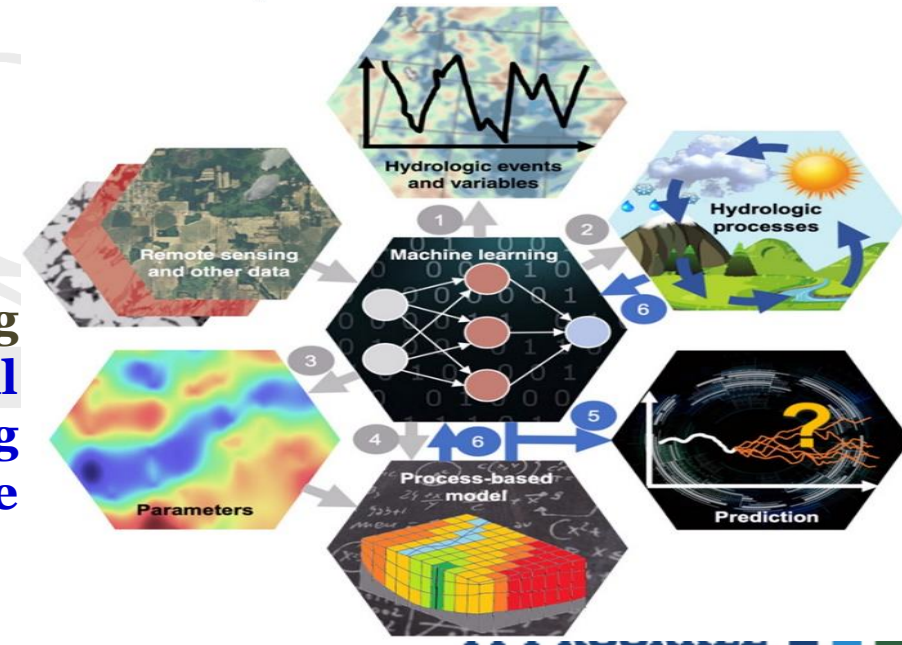 Hydrologic events
and variables
1
2
Hydrologic
processes
Remote sensing
and other data
Machine learning
6
3
g
l
g
e
4
6
5
Parameters
Process-based
model
?
Prediction